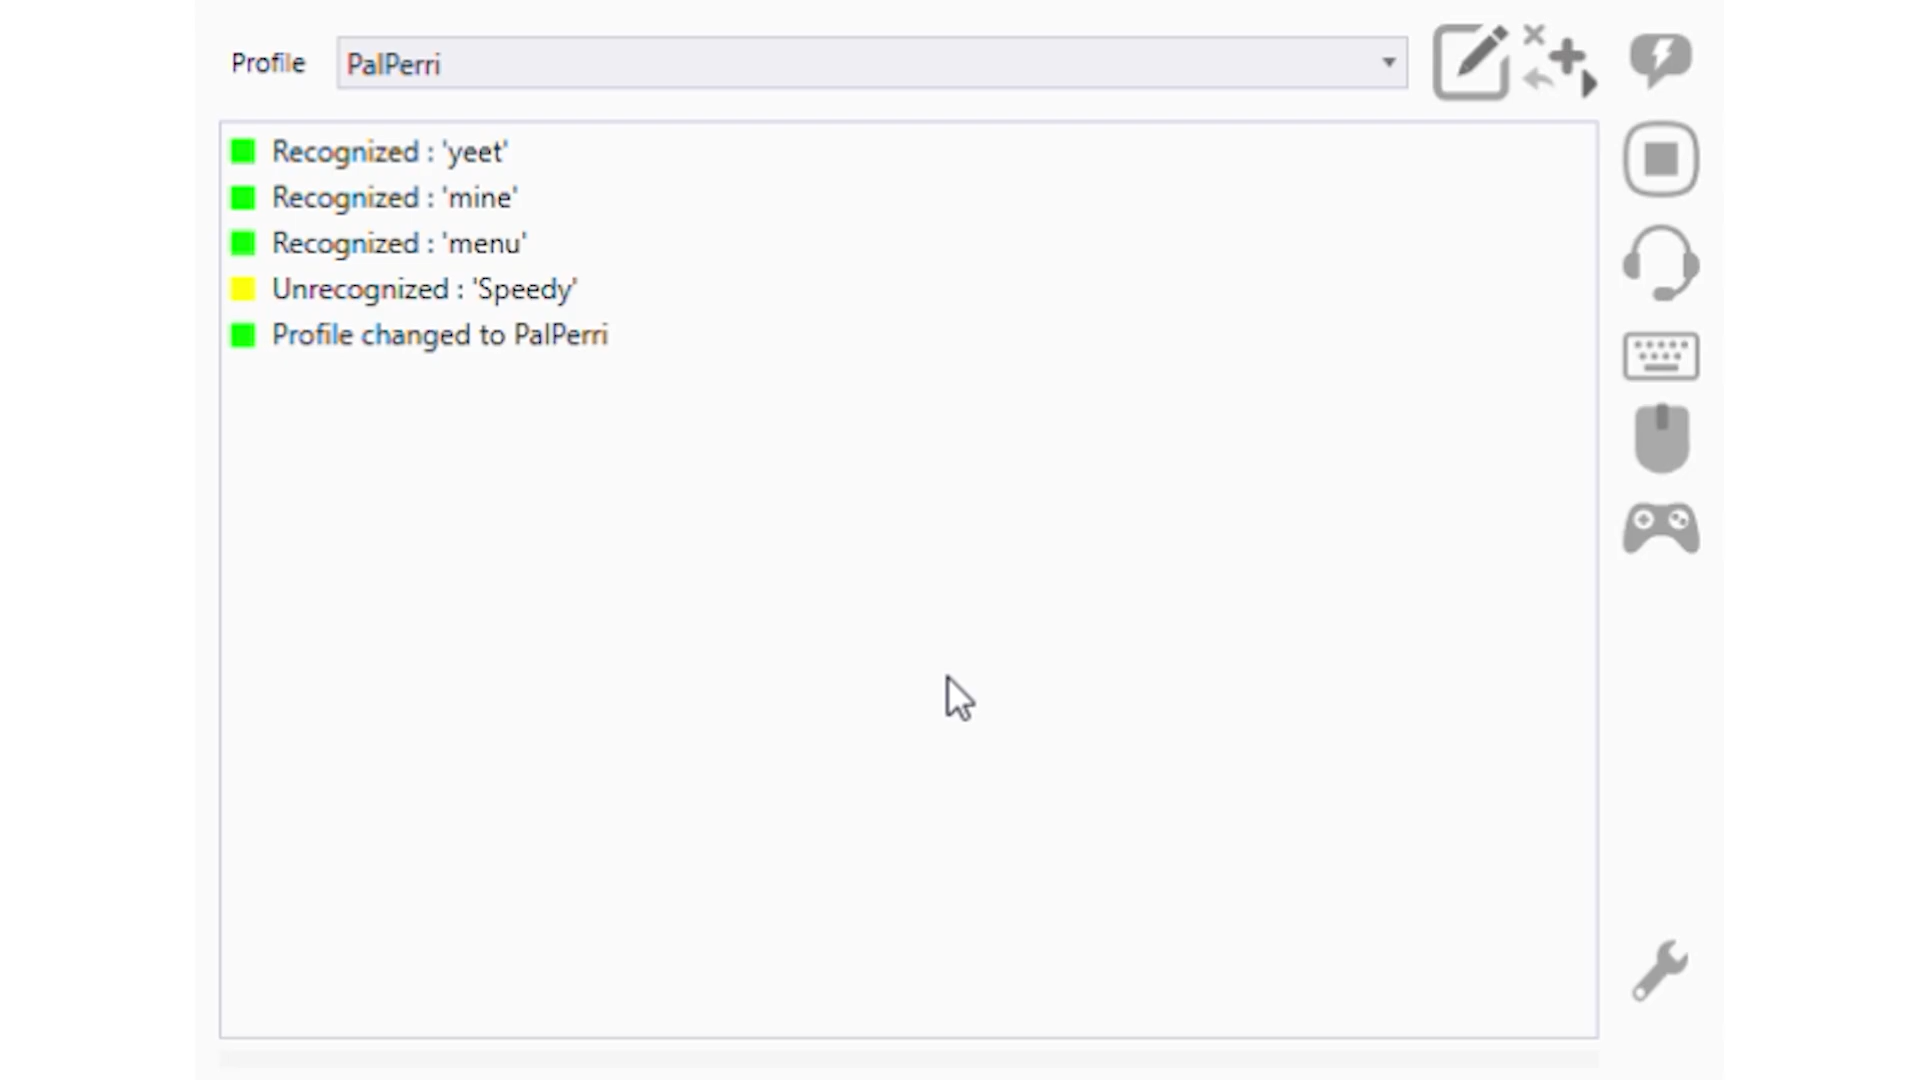 Profile PalPerri
Recognized : 'yeet'
Recognized : 'mine'
Recognized : 'menu'
Unrecognized : 'Speedy'
Profile changed to PalPerri